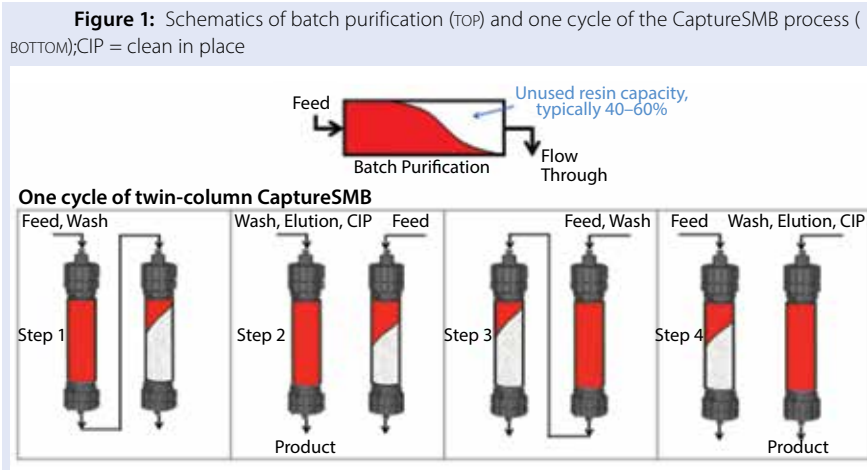 Figure 1: Schematics of batch purification (TOP) and one cycle of the CaptureSMB process (
BOTTOM);CIP = clean in place
Feed
Unused resin capacity,
typically 40–60%
Batch Purification
Flow
Through
One cycle of twin-column CaptureSMB
Feed, Wash
Step 1
Wash, Elution, CIP Feed
Step 2
Product
Feed, Wash
Step 3
Feed Wash, Elution, CIP
Step 4
Product